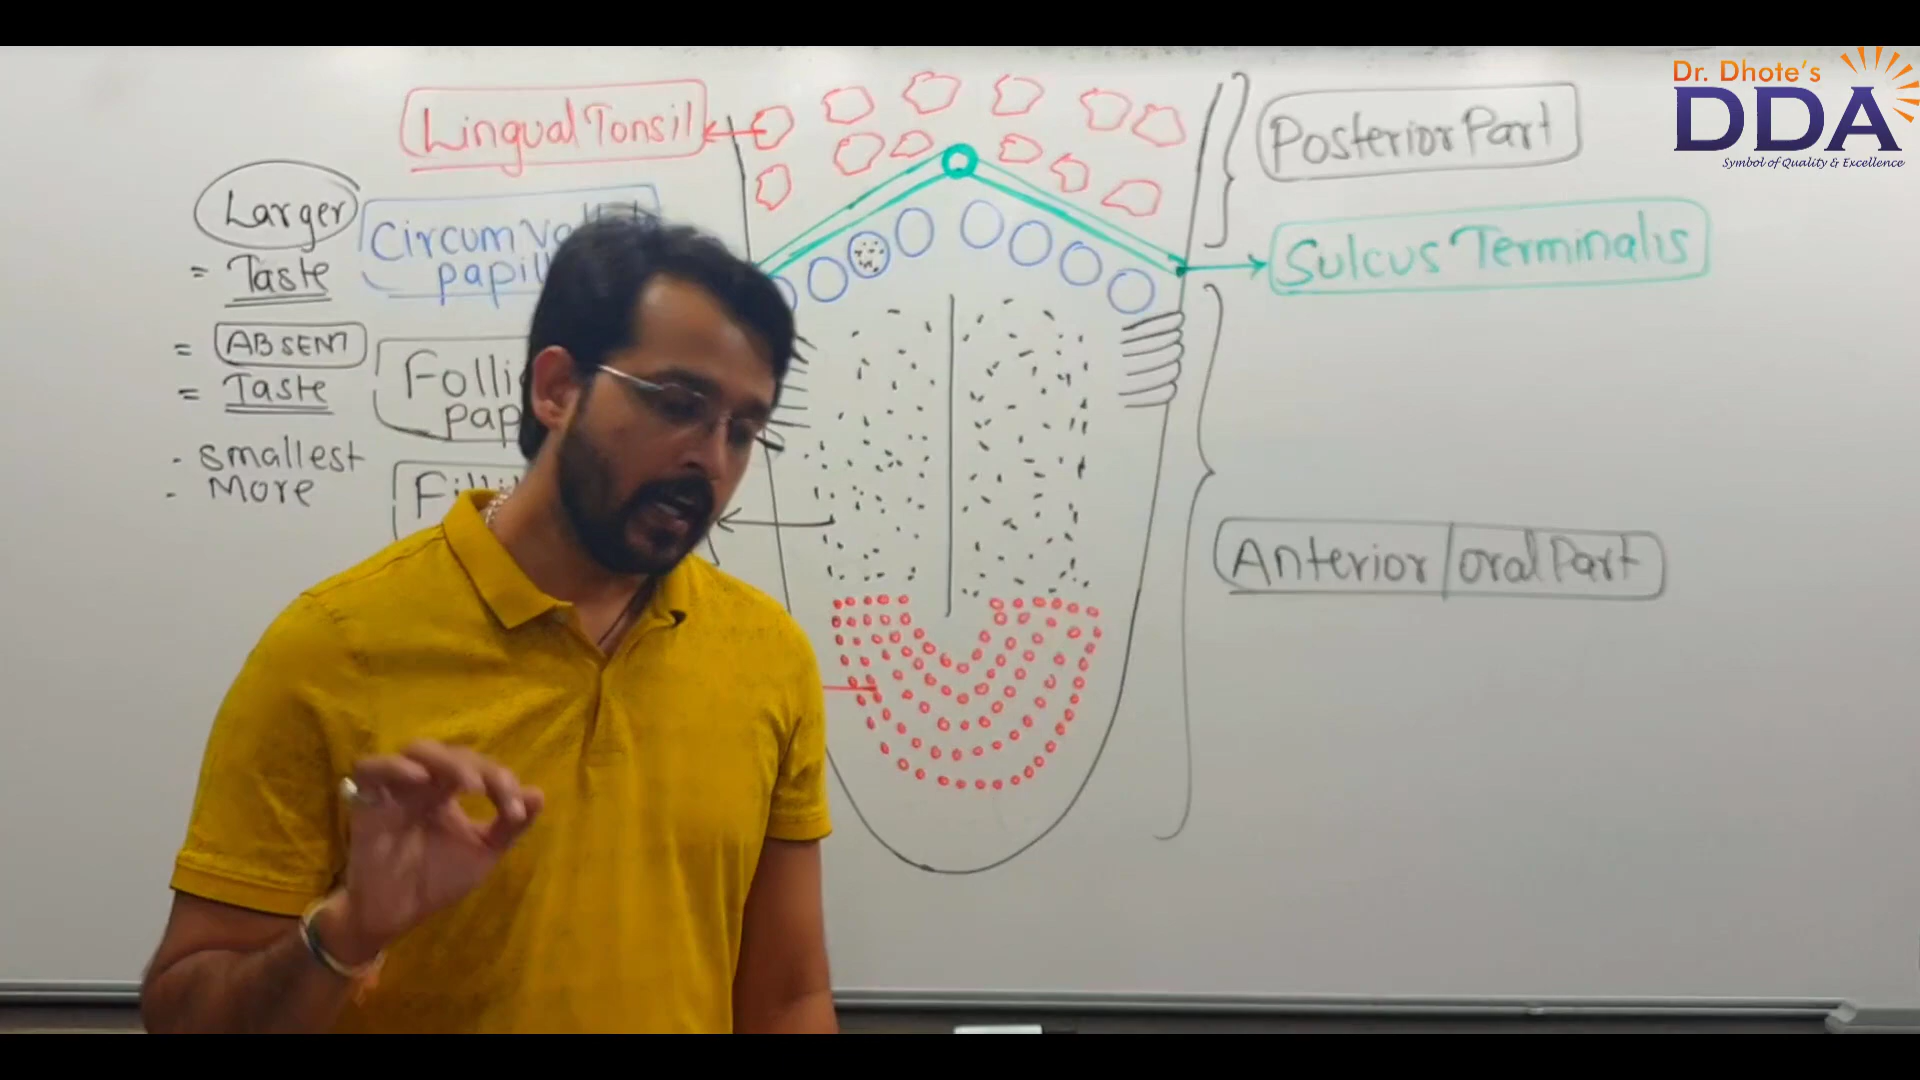 Dr. Dhote's
DDA
Symbol of Quality & Excellence
Lingual Tonsil
Posterior Part
Larger
= Taste
Circum
Sulcus Terminalis
= ABSENT
= Taste
- smallest
- More
Anterior/oral Part